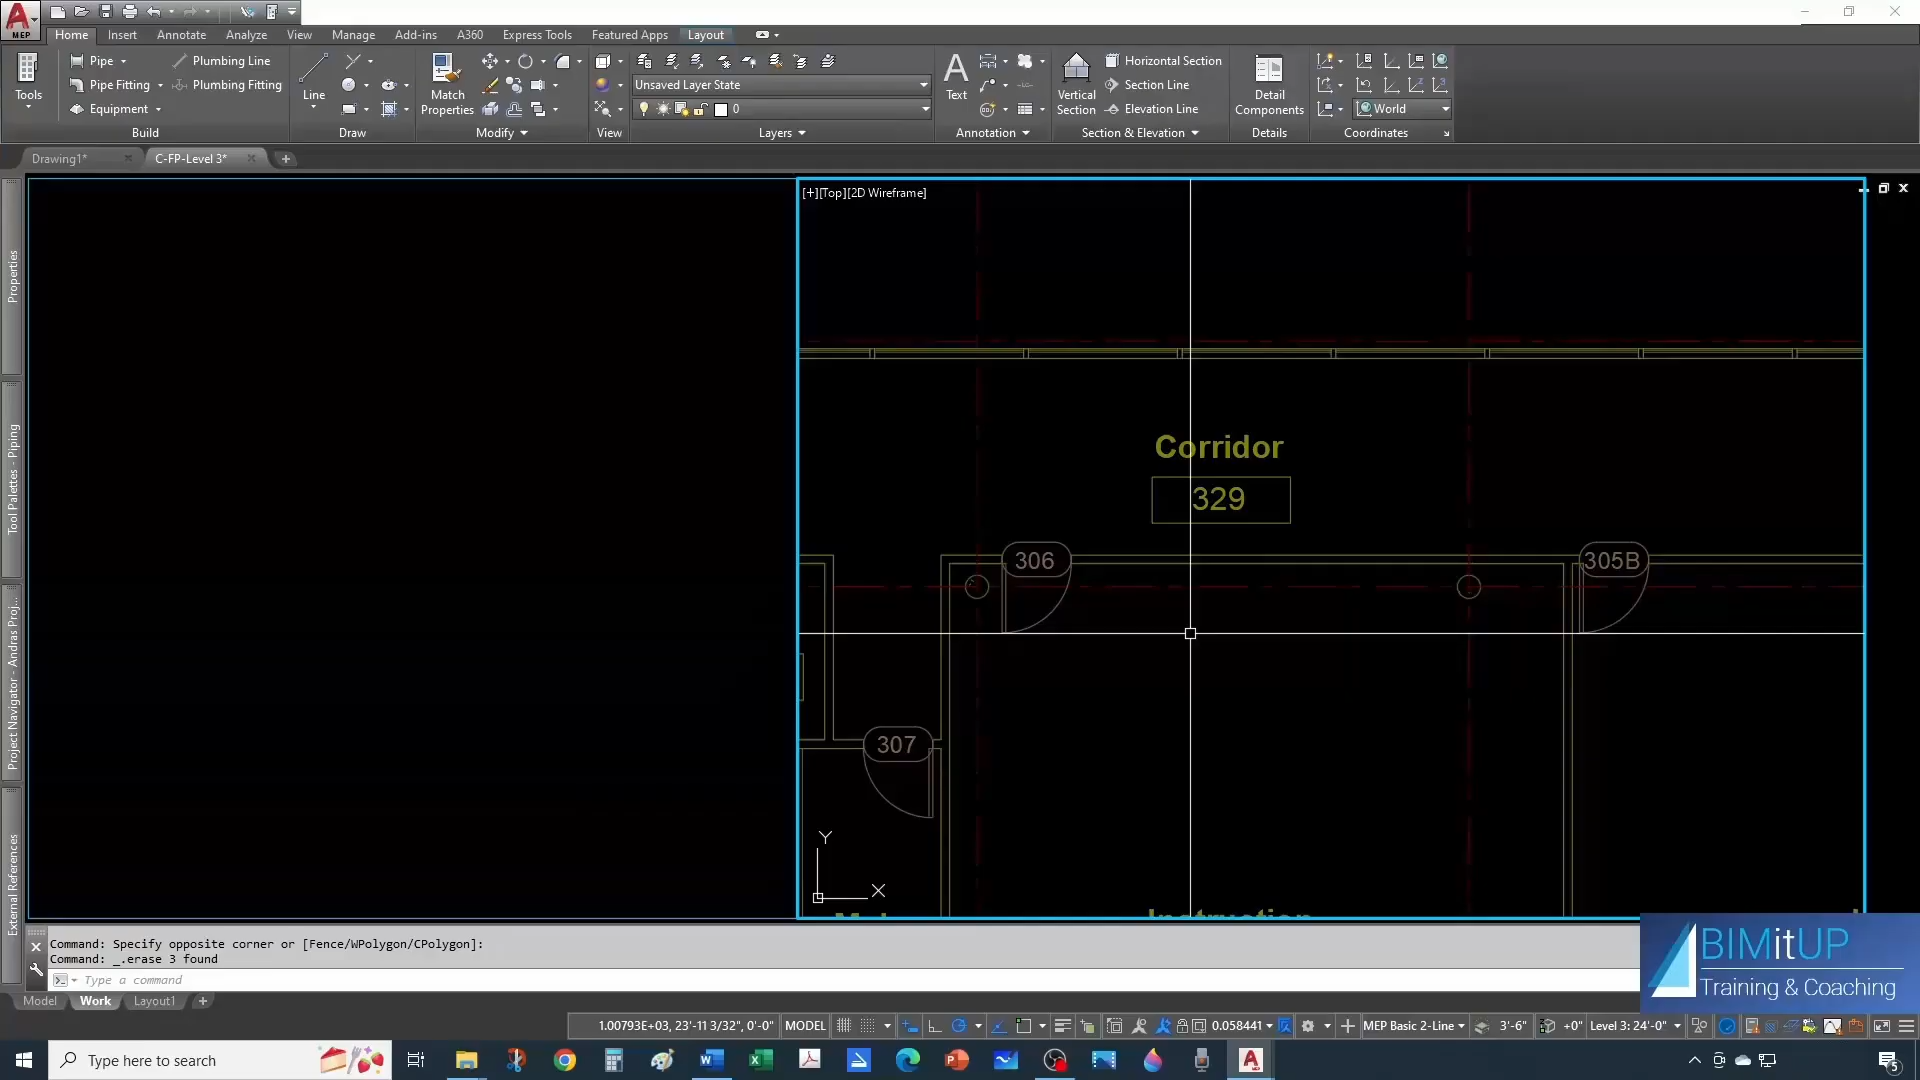 MEP
Home Insert Annotate Analyze View Manage Add-ins A360 Express Tools Featured Apps Layout
Tools
Pipe
Pipe Fitting
Equipment
Plumbing Line
Plumbing Fitting
Build
Line
Draw
Match
Properties
Modify
View
Unsaved Layer State
0
Layers
Text
Annotation
Vertical
Section
Horizontal Section
Section Line
Elevation Line
Section & Elevation
Detail
Components
Details
World
Coordinates
Drawing1*
C-FP-Level 3*
[+][Top][2D Wireframe]
Properties
Tool Palettes - Piping
Project Navigator - Andras Proj...
External References
Corridor
329
306
305B
307
Y
X
Command: Specify opposite corner or [Fence/WPolygon/CPolygon]:
Command: _.erase 3 found
Type a command
Model Work Layout1
BIMitUP
Training & Coaching
1.00793E+03, 23'-11 3/32", 0'-0" MODEL 0.058441 MEP Basic 2-Line 3'-6" +0" Level 3: 24'-0"
Type here to search
5